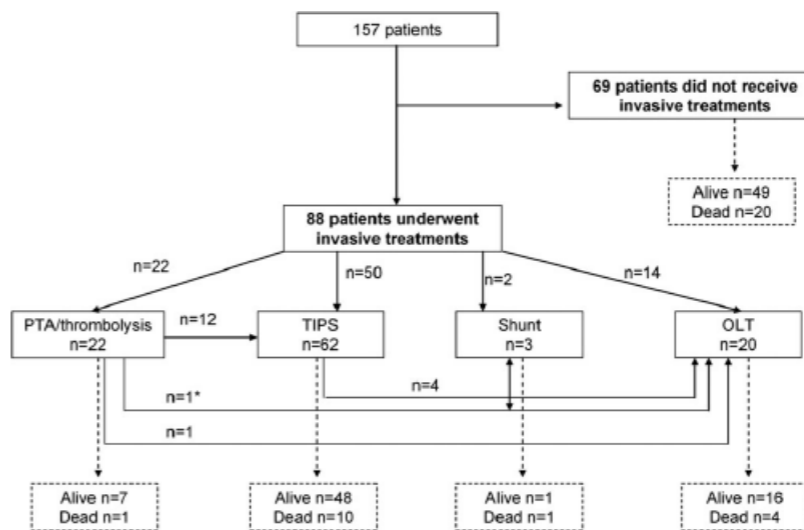 157 patients
69 patients did not receive
invasive treatments
Alive n=49
Dead n=20
88 patients underwent
invasive treatments
n=22
n=50
n=2
n=14
PTA/thrombolysis
n=22
n=12
TIPS
n=62
Shunt
n=3
OLT
n=20
n=4
n=1*
n=1
Alive n=7
Dead n=1
Alive n=48
Dead n=10
Alive n=1
Dead n=1
Alive n=16
Dead n=4